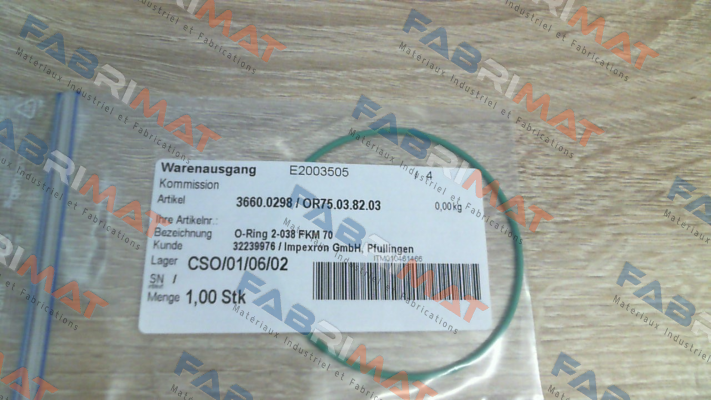 Warenausgang E2003505 4
Kommission
Artikel 3660.0298 / OR75.03.82.03 0,00kg
Ihre Artikelnr.:
Bezeichnung O-Ring 2-038 FKM 70
Kunde 32239976 / Impexron GmbH, Pfullingen
Lager CSO/01/06/02
SN /
Menge 1,00 Stk
FABRIMAT
Materiaux Industriel et Fabrications